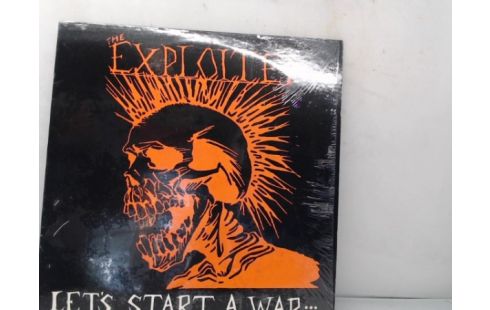 THE
EXPLOITED
LET'S START A WAR...